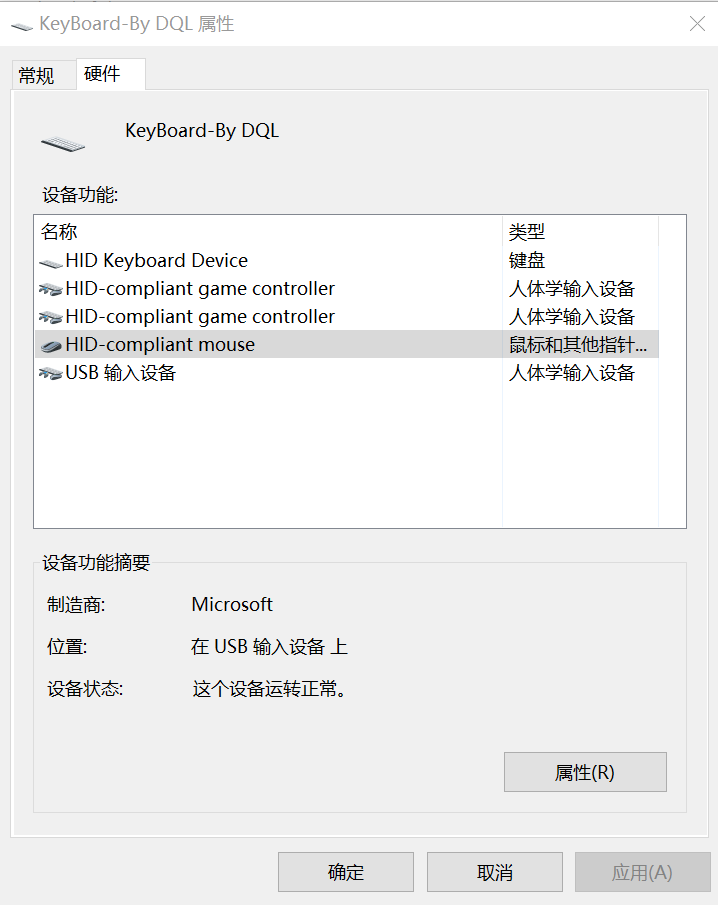 KeyBoard-By DQL 属性
常规 硬件
KeyBoard-By DQL
设备功能:
名称 类型
HID Keyboard Device 键盘
HID-compliant game controller 人体学输入设备
HID-compliant game controller 人体学输入设备
HID-compliant mouse 鼠标和其他指针...
USB 输入设备 人体学输入设备
设备功能摘要
制造商: Microsoft
位置: 在 USB 输入设备 上
设备状态: 这个设备运转正常。
属性(R)
确定 取消 应用(A)